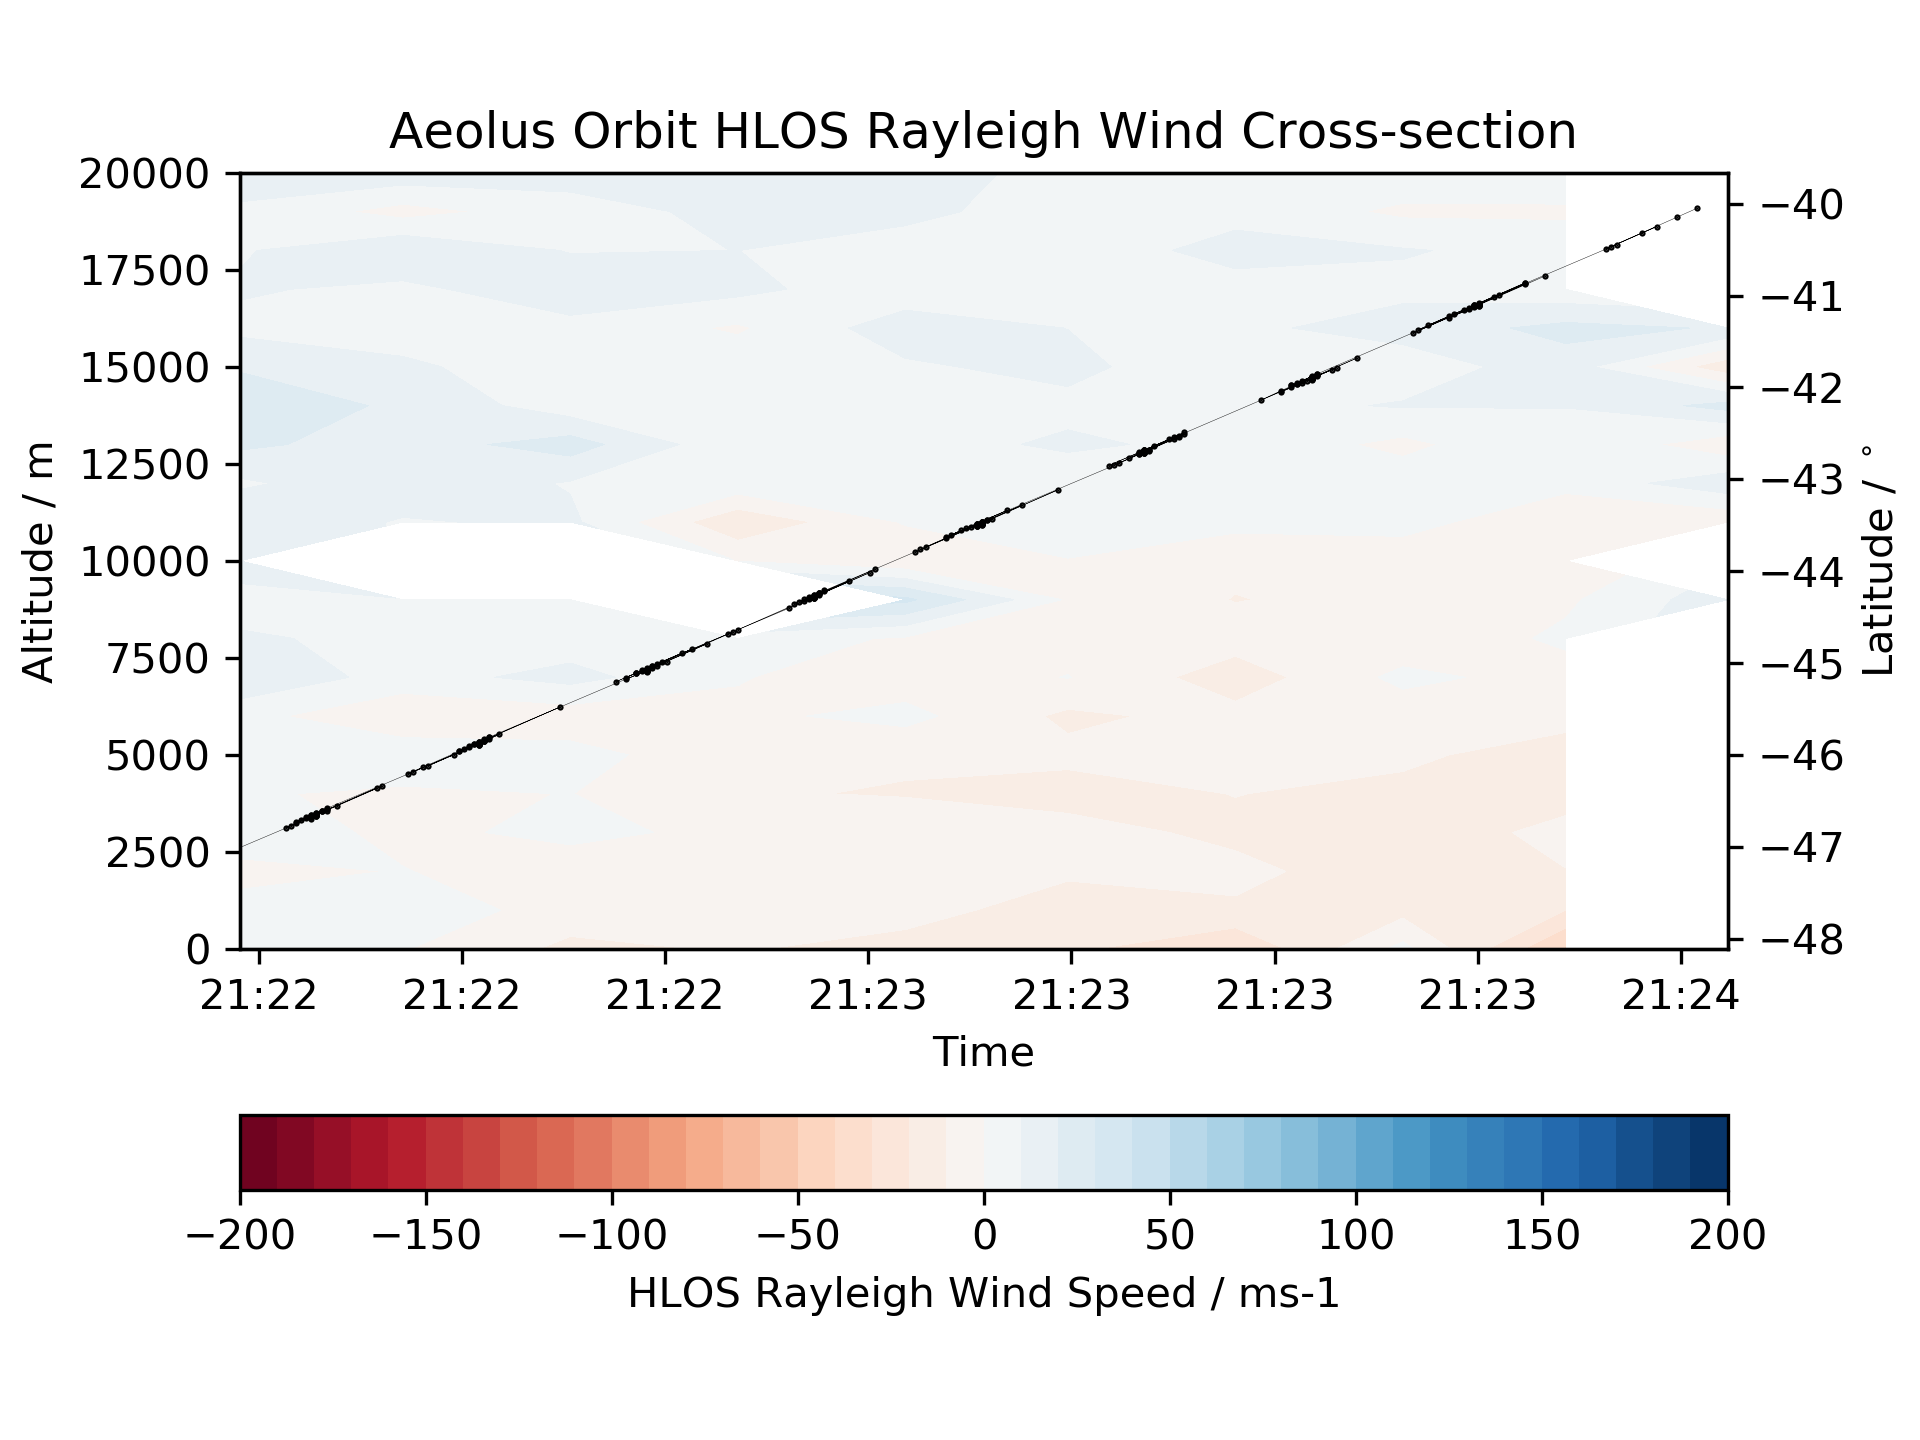 Aeolus Orbit HLOS Rayleigh Wind Cross-section
20000
17500
15000
12500
10000
7500
5000
2500
0
Altitude / m
−40
−41
−42
−43
−44
−45
−46
−47
−48
Latitude / °
21:22 21:22 21:22 21:23 21:23 21:23 21:23 21:24
Time
−200 −150 −100 −50 0 50 100 150 200
HLOS Rayleigh Wind Speed / ms-1